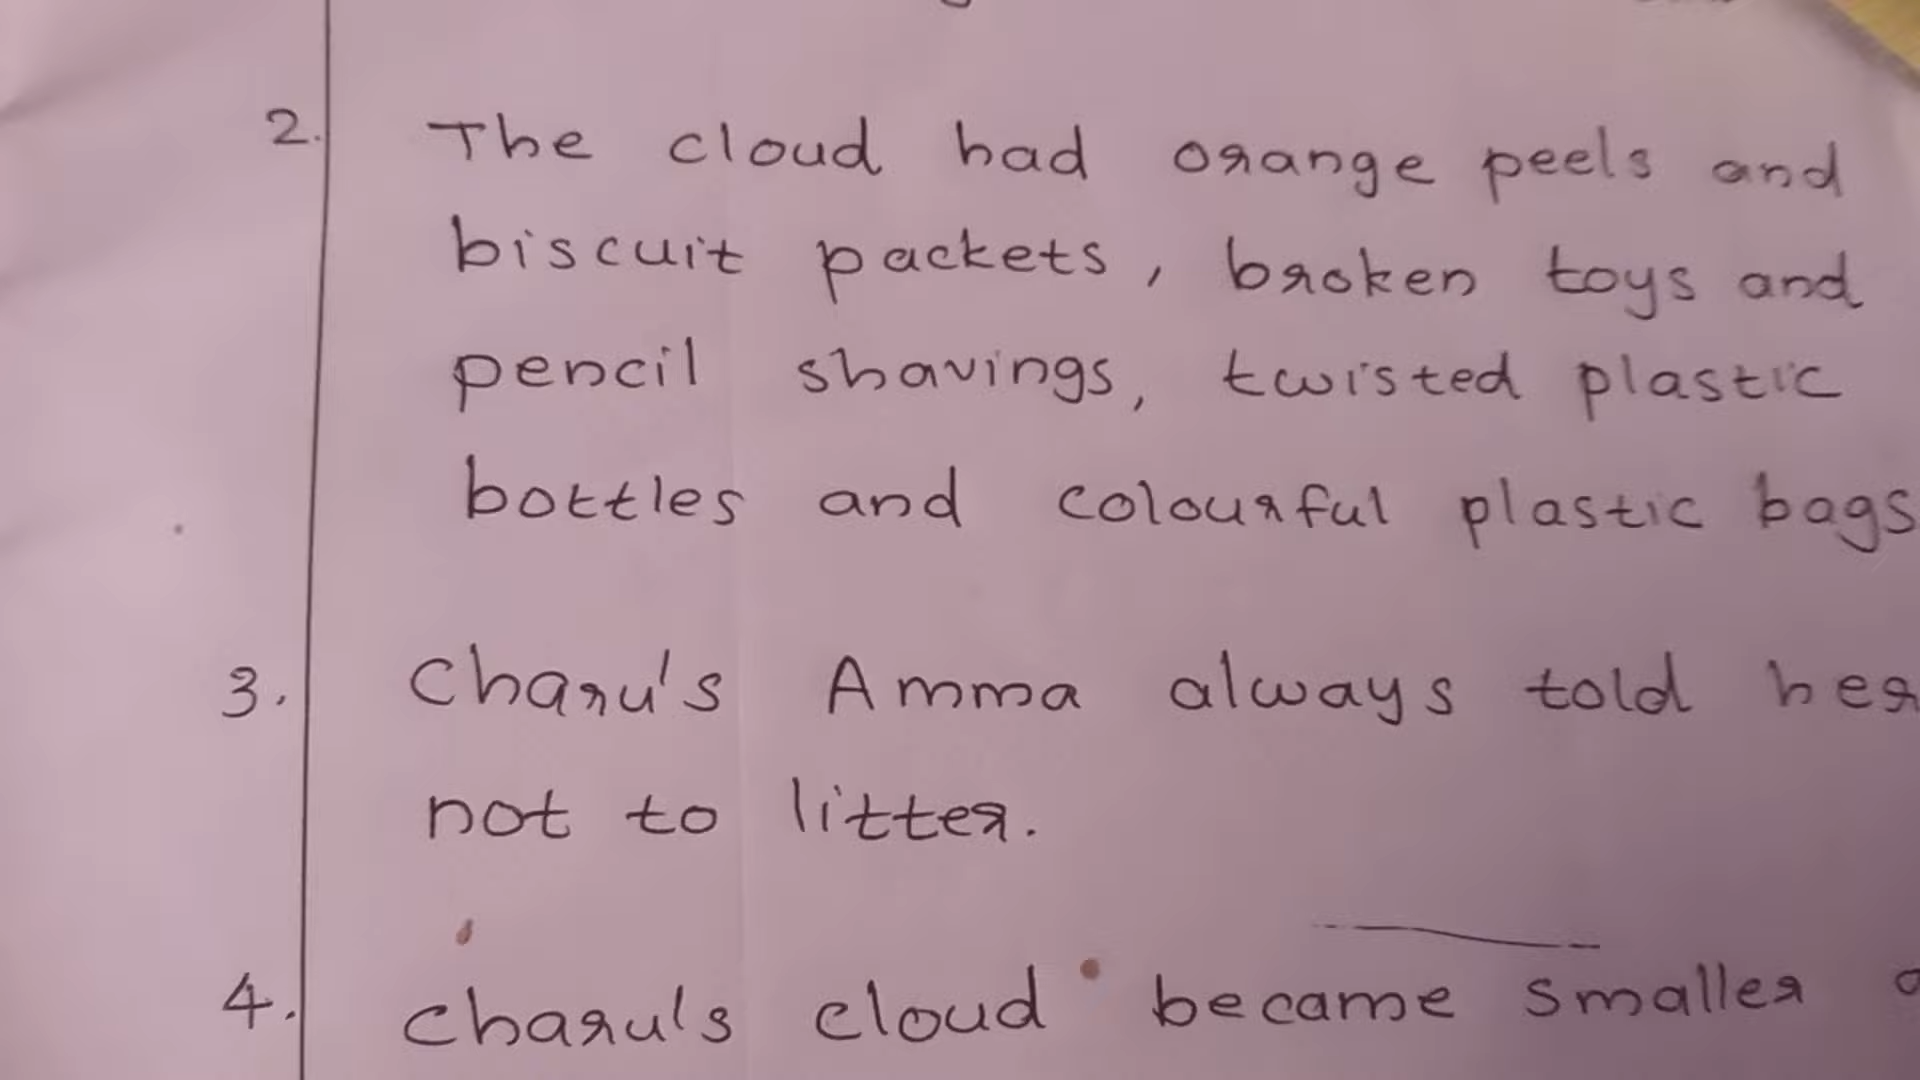 2. The cloud had orange peels and
biscuit packets, broken toys and
pencil shavings, twisted plastic
bottles and colourful plastic bags
3. Charu's Amma always told her
not to litter.
4. Charu's cloud became smaller